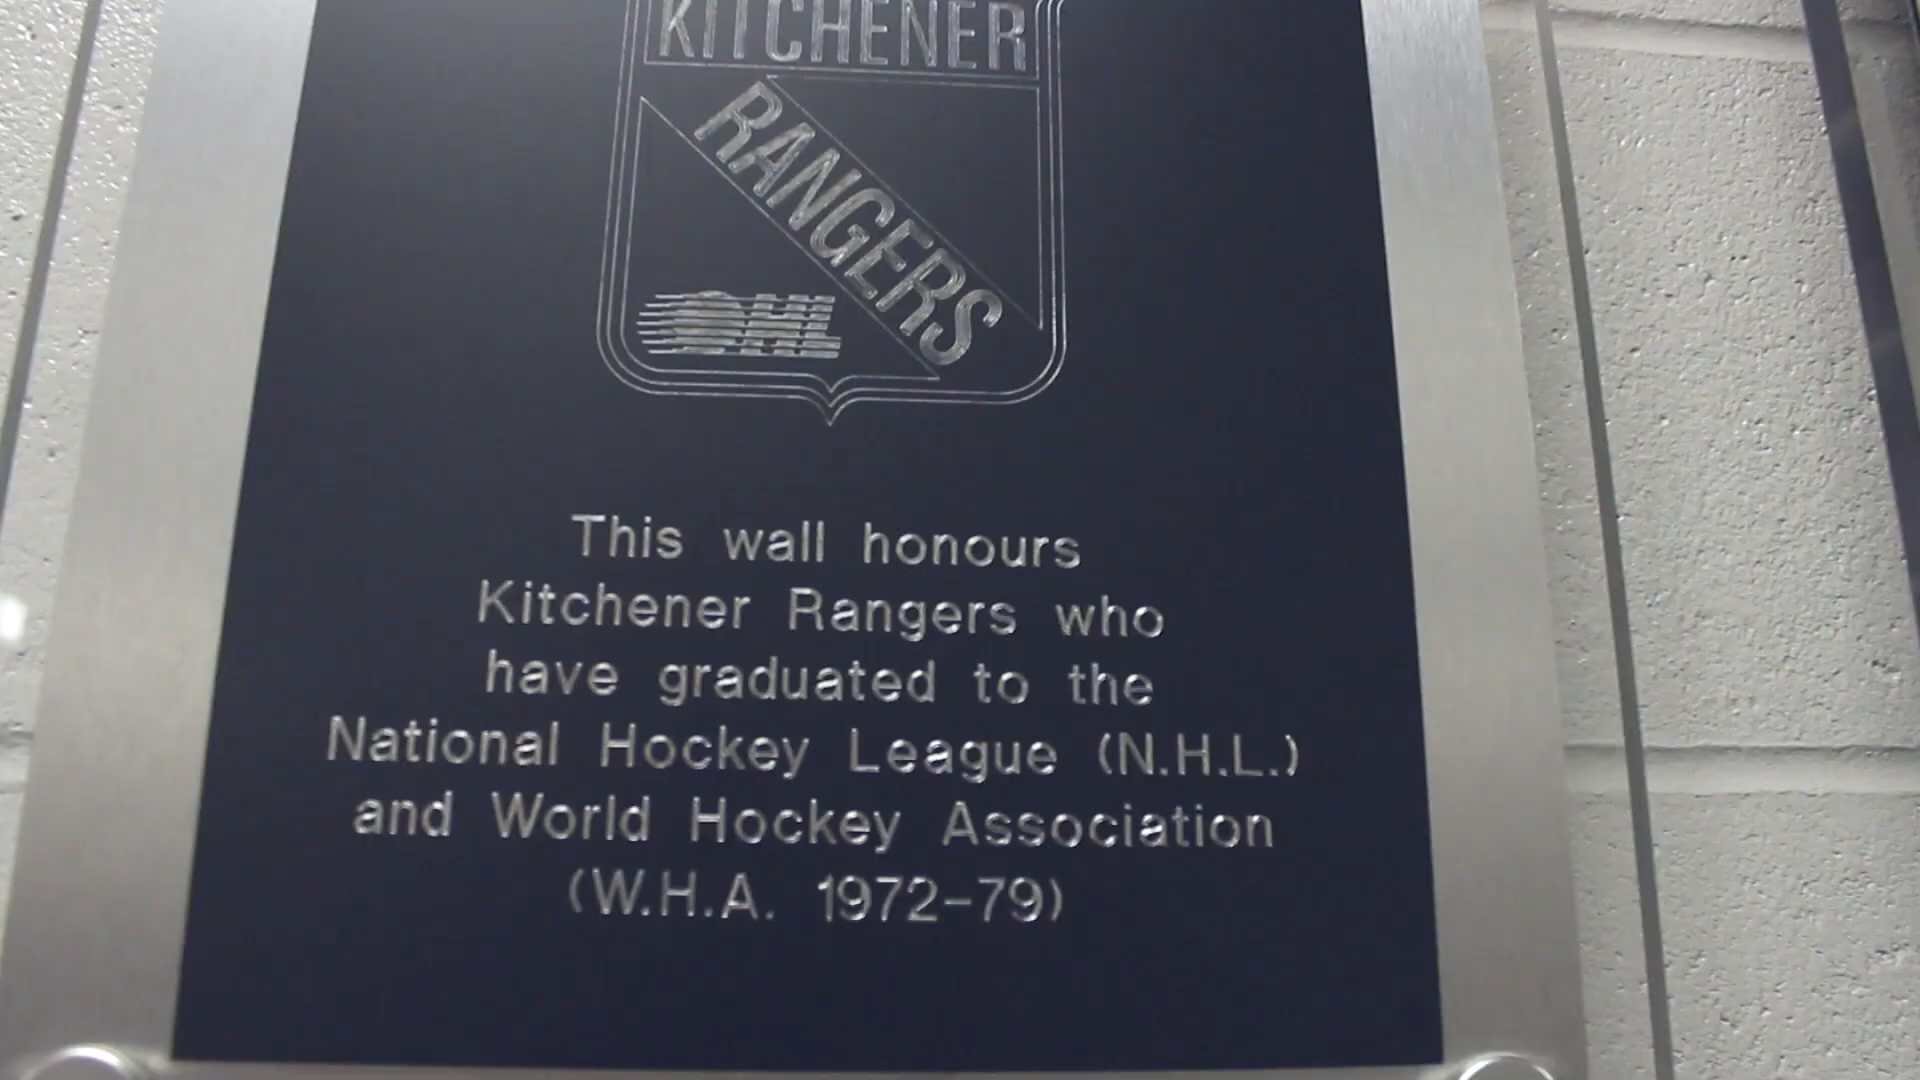 KITCHENER
RANGERS
OHL
This wall honours
Kitchener Rangers who
have graduated to the
National Hockey League (N.H.L.)
and World Hockey Association
(W.H.A. 1972-79)